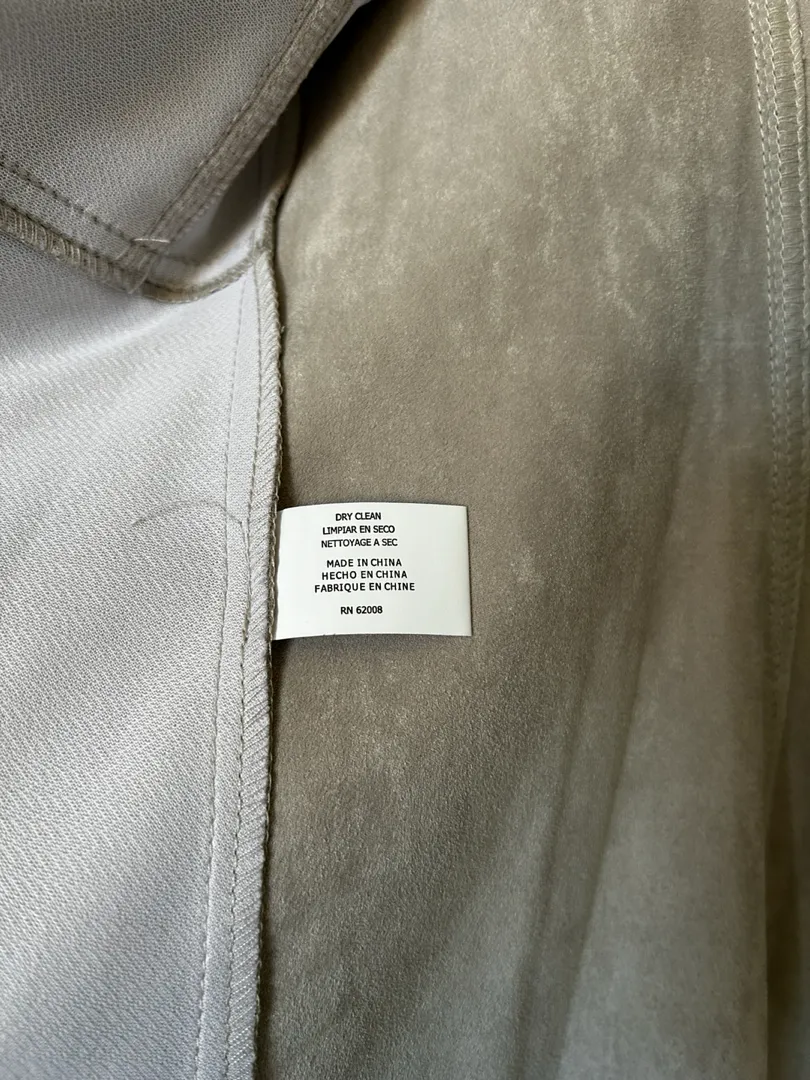 DRY CLEAN
LIMPIAR EN SECO
NETTOYAGE A SEC
MADE IN CHINA
HECHO EN CHINA
FABRIQUE EN CHINE
RN 62008